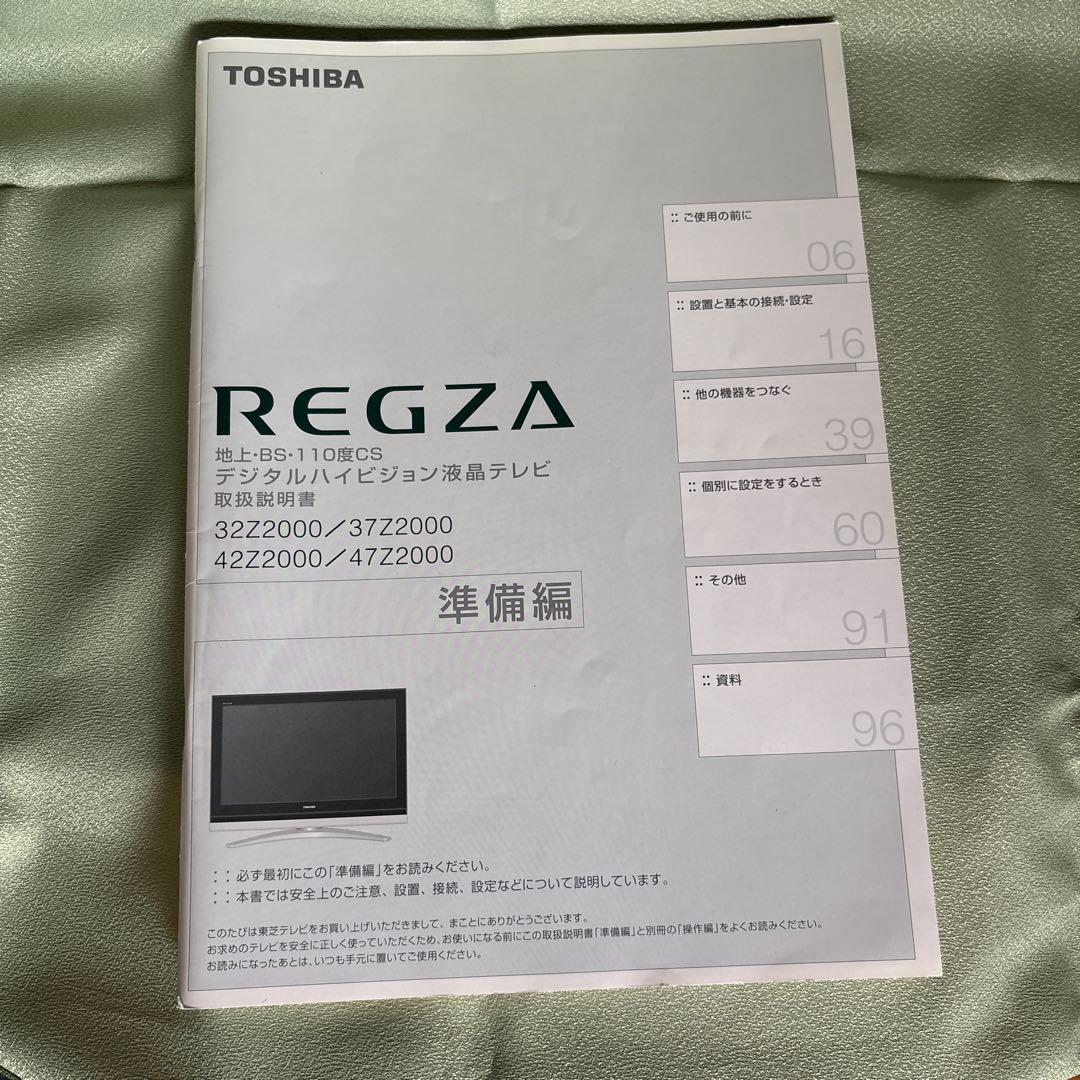 TOSHIBA
REGZA
地上・BS・110度CS
デジタルハイビジョン液晶テレビ
取扱説明書
32Z2000／37Z2000
42Z2000／47Z2000
準備編
:: ご使用の前に
06
:: 設置と基本の接続・設定
16
:: 他の機器をつなぐ
39
:: 個別に設定をするとき
60
:: その他
91
:: 資料
96
TOSHIBA
:: 必ず最初にこの「準備編」をお読みください。
:: 本書では安全上のご注意、設置、接続、設定などについて説明しています。
このたびは東芝テレビをお買い上げいただきまして、まことにありがとうございます。
お求めのテレビを安全に正しく使っていただくため、お使いになる前にこの取扱説明書「準備編」と別冊の「操作編」をよくお読みください。
お読みになったあとは、いつも手元に置いてご使用ください。